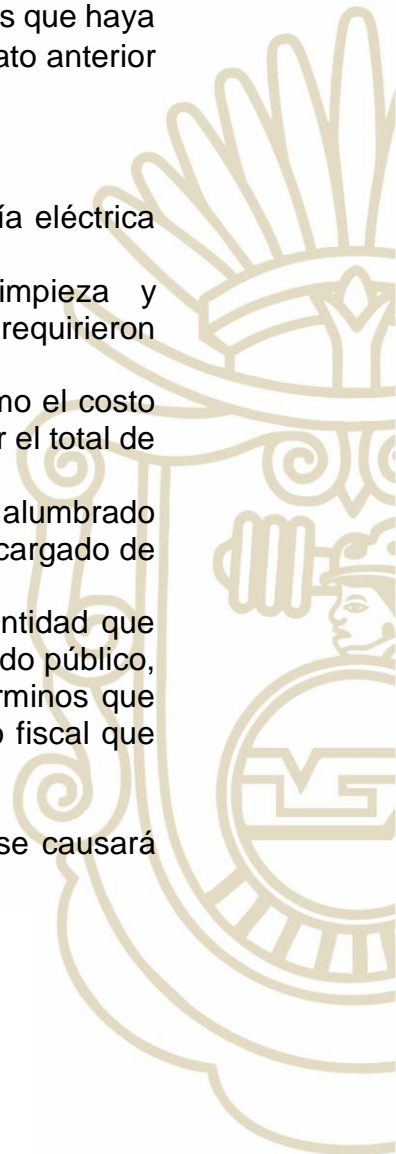 s que haya
ato anterior
ía eléctrica
impieza y
requirieron
mo el costo
r el total de
alumbrado
cargado de
ntidad que
do público,
rminos que
o fiscal que
se causará